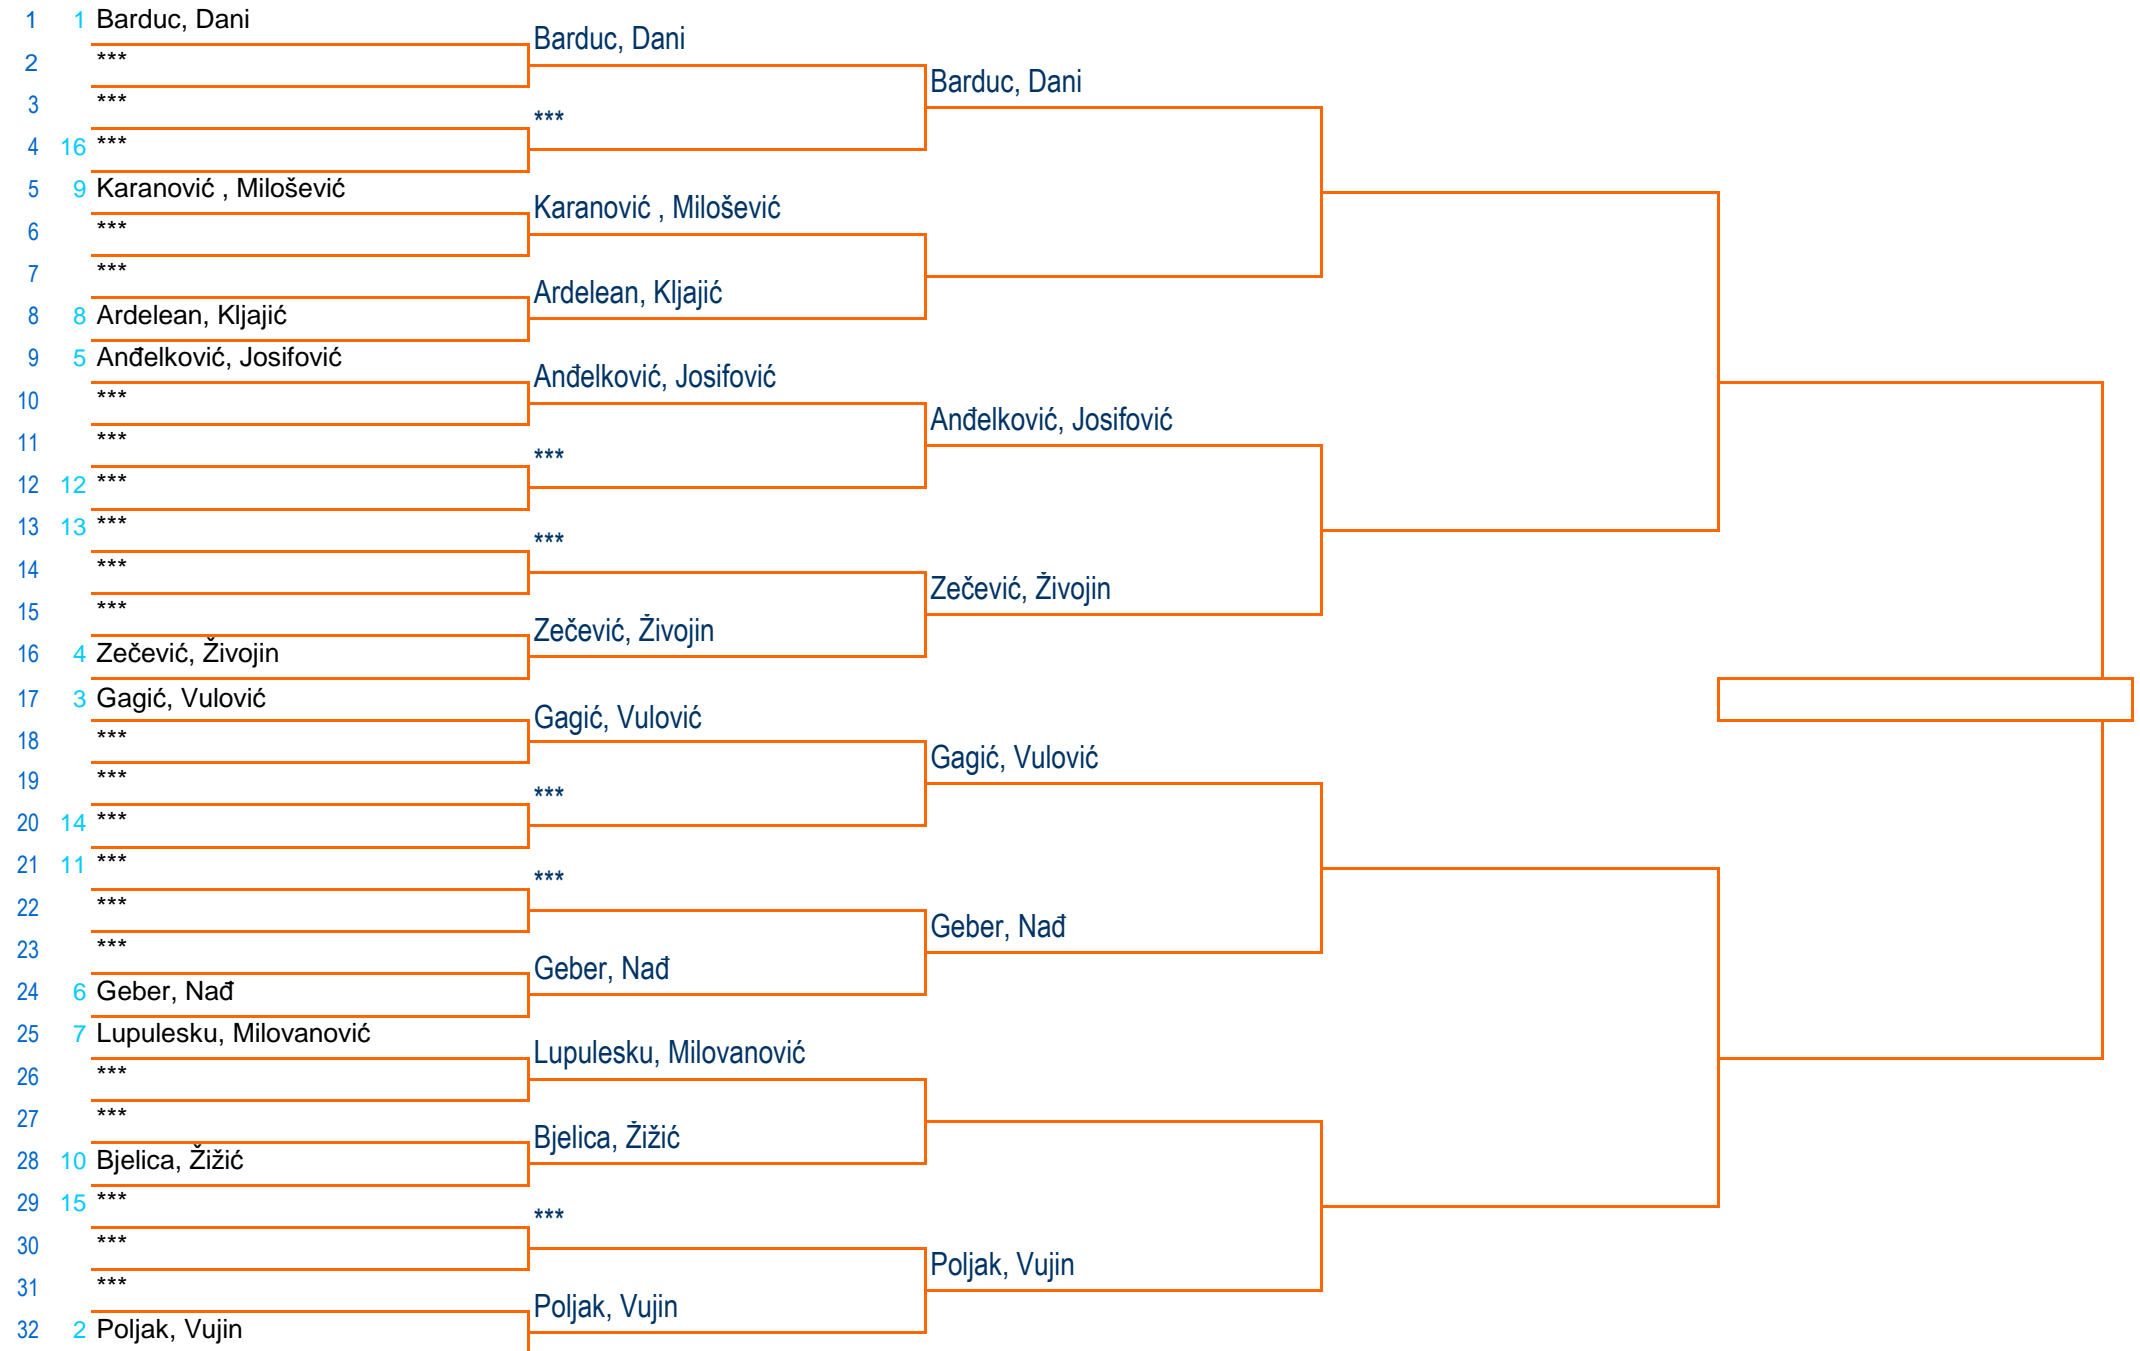 1 1 Barduc, Dani
Barduc, Dani
2 ***
Barduc, Dani
3 ***
***
4 16 ***
5 9 Karanović , Milošević
Karanović , Milošević
6 ***
7 ***
Ardelean, Kljajić
8 8 Ardelean, Kljajić
9 5 Anđelković, Josifović
Anđelković, Josifović
10 ***
Anđelković, Josifović
11 ***
***
12 12 ***
13 13 ***
***
14 ***
Zečević, Živojin
15 ***
Zečević, Živojin
16 4 Zečević, Živojin
17 3 Gagić, Vulović
Gagić, Vulović
18 ***
Gagić, Vulović
19 ***
***
20 14 ***
21 11 ***
***
22 ***
Geber, Nađ
23 ***
Geber, Nađ
24 6 Geber, Nađ
25 7 Lupulesku, Milovanović
Lupulesku, Milovanović
26 ***
27 ***
Bjelica, Žižić
28 10 Bjelica, Žižić
29 15 ***
***
30 ***
Poljak, Vujin
31 ***
Poljak, Vujin
32 2 Poljak, Vujin